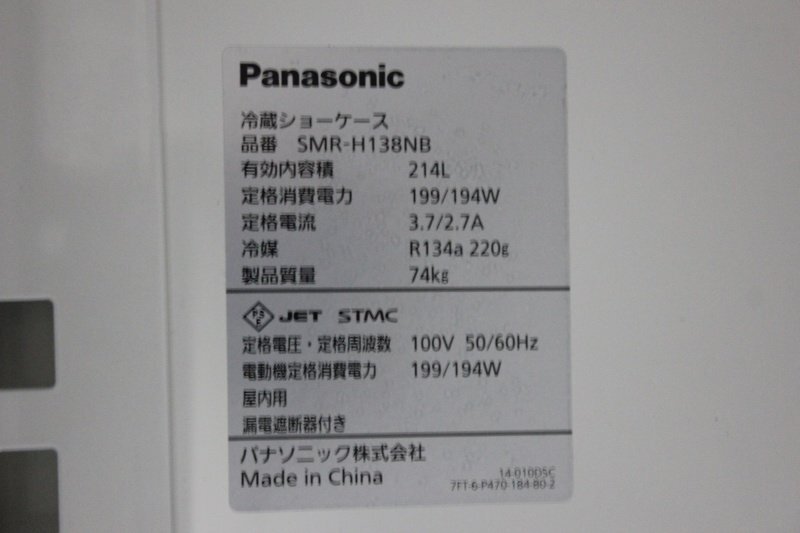 Panasonic
冷蔵ショーケース
品番 SMR-H138NB
有効内容積 214L
定格消費電力 199/194W
定格電流 3.7/2.7A
冷媒 R134a 220g
製品質量 74kg
PSE JET STMC
定格電圧・定格周波数 100V 50/60Hz
電動機定格消費電力 199/194W
屋内用
漏電遮断器付き
パナソニック株式会社
Made in China
14-010DSC
7FT-6-P470-184-80-2